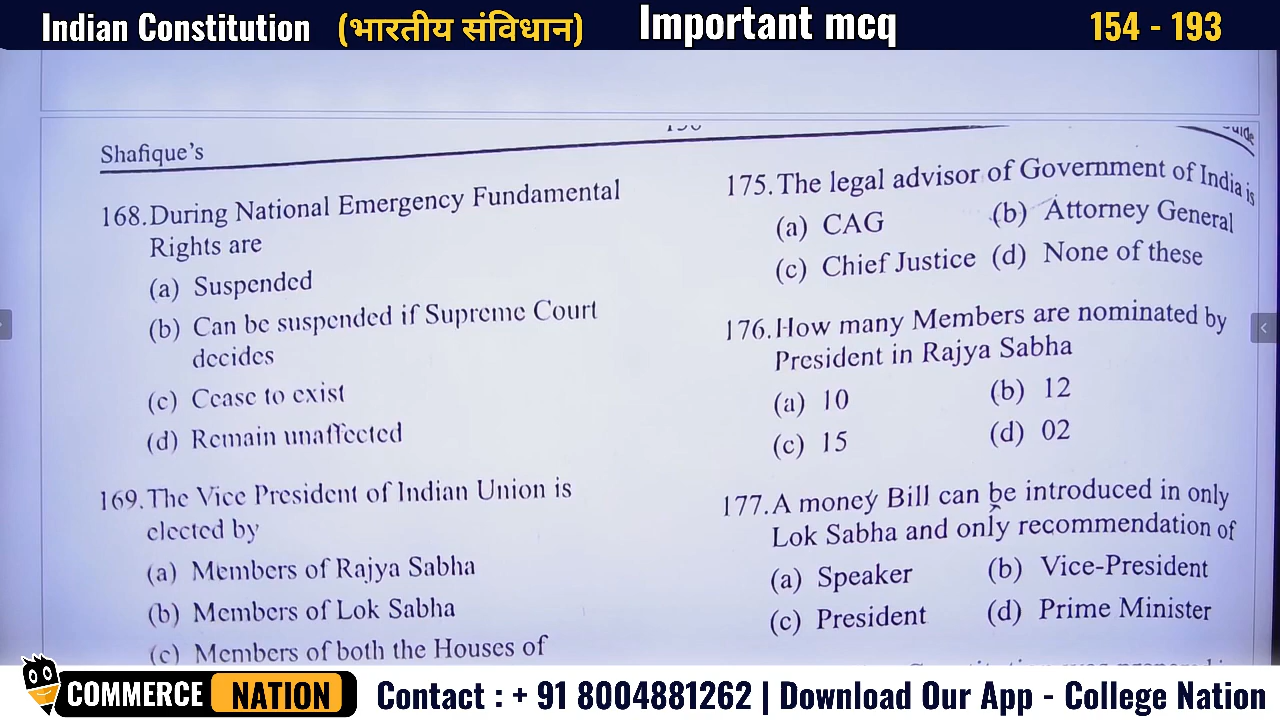 Indian Constitution (भारतीय संविधान) Important mcq 154 - 193
Shafique's
168. During National Emergency Fundamental
Rights are
(a) Suspended
(b) Can be suspended if Supreme Court
decides
(c) Cease to exist
(d) Remain unaffected
169. The Vice President of Indian Union is
elected by
(a) Members of Rajya Sabha
(b) Members of Lok Sabha
(c) Members of both the Houses of
175. The legal advisor of Government of India is
(a) CAG (b) Attorney General
(c) Chief Justice (d) None of these
176. How many Members are nominated by
President in Rajya Sabha
(a) 10 (b) 12
(c) 15 (d) 02
177. A money Bill can be introduced in only
Lok Sabha and only recommendation of
(a) Speaker (b) Vice-President
(c) President (d) Prime Minister
COMMERCE NATION
Contact : + 91 8004881262 | Download Our App - College Nation